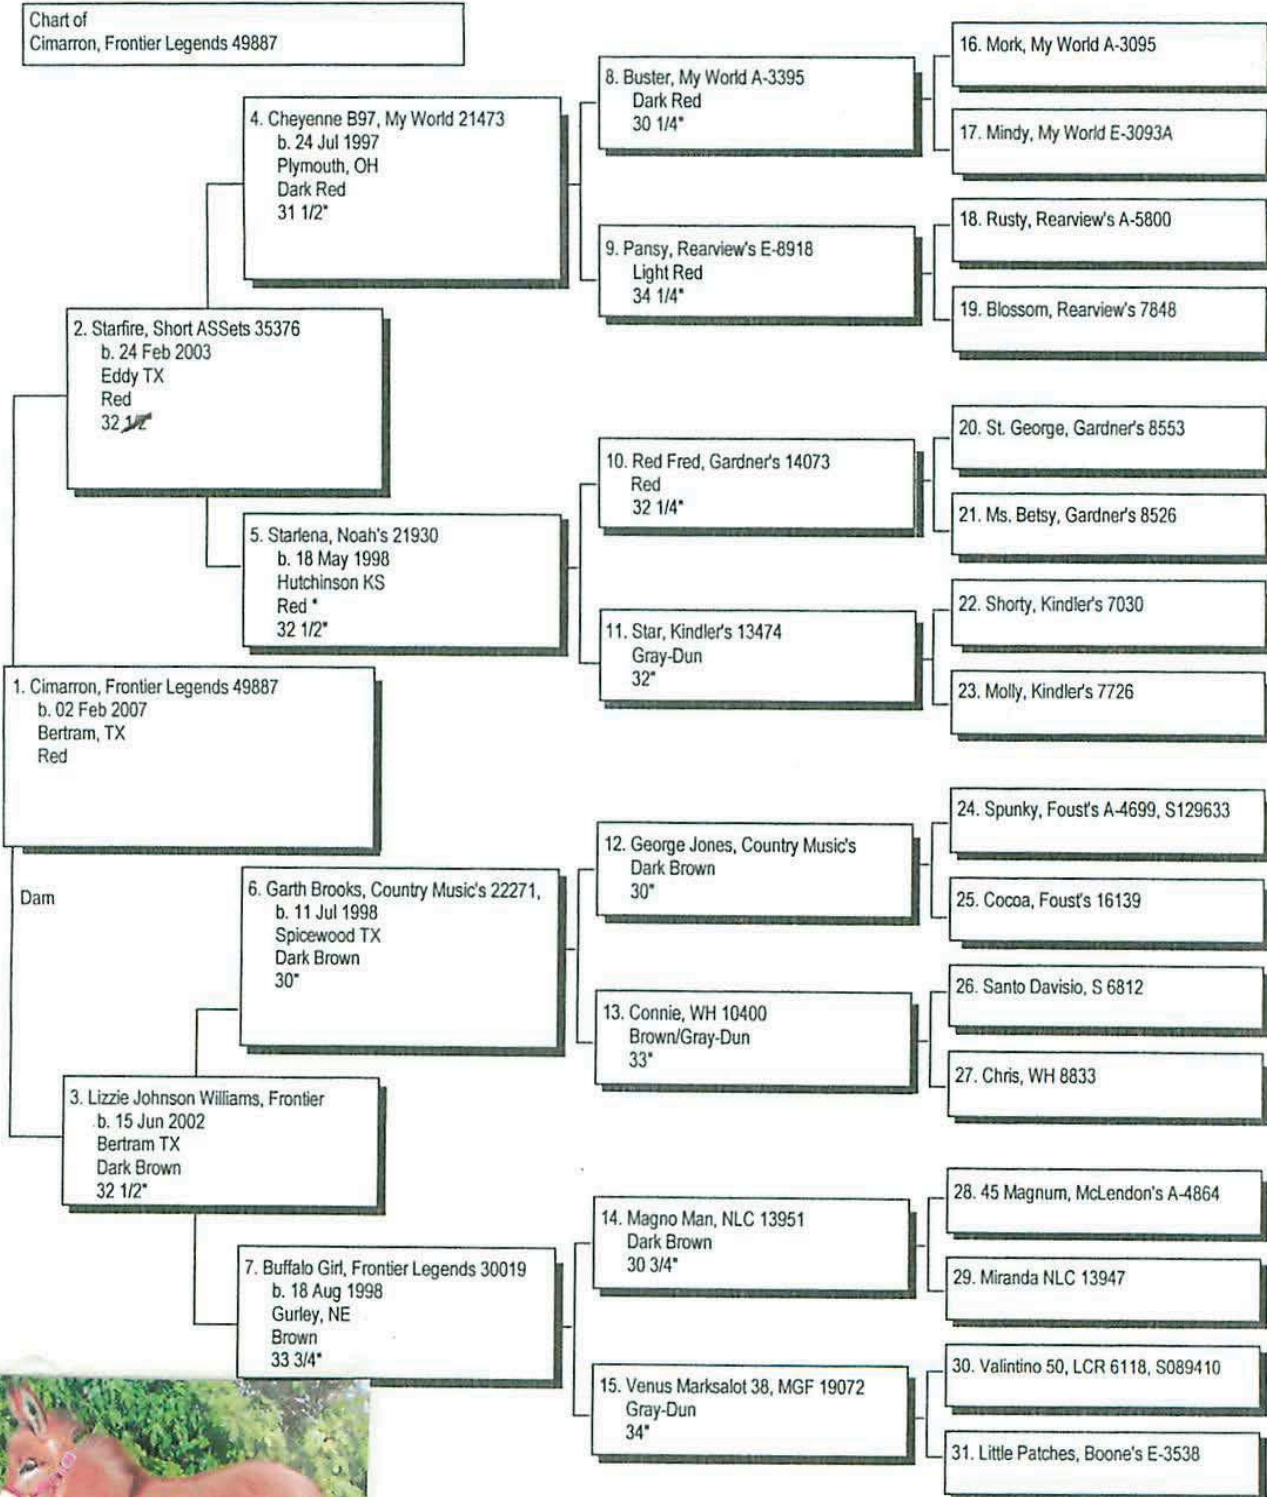 Chart of
Cimarron, Frontier Legends 49887
16. Mork, My World A-3095
8. Buster, My World A-3395
Dark Red
30 1/4"
17. Mindy, My World E-3093A
4. Cheyenne B97, My World 21473
b. 24 Jul 1997
Plymouth, OH
Dark Red
31 1/2"
18. Rusty, Rearview's A-5800
9. Pansy, Rearview's E-8918
Light Red
34 1/4"
19. Blossom, Rearview's 7848
2. Starfire, Short ASSets 35376
b. 24 Feb 2003
Eddy TX
Red
32
20. St. George, Gardner's 8553
10. Red Fred, Gardner's 14073
Red
32 1/4"
21. Ms. Betsy, Gardner's 8526
5. Starlena, Noah's 21930
b. 18 May 1998
Hutchinson KS
Red *
32 1/2"
22. Shorty, Kindler's 7030
11. Star, Kindler's 13474
Gray-Dun
32"
23. Molly, Kindler's 7726
1. Cimarron, Frontier Legends 49887
b. 02 Feb 2007
Bertram, TX
Red
24. Spunky, Foust's A-4699, S129633
12. George Jones, Country Music's
Dark Brown
30"
25. Cocoa, Foust's 16139
Dam
6. Garth Brooks, Country Music's 22271,
b. 11 Jul 1998
Spicewood TX
Dark Brown
30"
26. Santo Davisio, S 6812
13. Connie, WH 10400
Brown/Gray-Dun
33"
27. Chris, WH 8833
3. Lizzie Johnson Williams, Frontier
b. 15 Jun 2002
Bertram TX
Dark Brown
32 1/2"
28. 45 Magnum, McLendon's A-4864
14. Magno Man, NLC 13951
Dark Brown
30 3/4"
29. Miranda NLC 13947
7. Buffalo Girl, Frontier Legends 30019
b. 18 Aug 1998
Gurley, NE
Brown
33 3/4"
30. Valintino 50, LCR 6118, S089410
15. Venus Marksalot 38, MGF 19072
Gray-Dun
34"
31. Little Patches, Boone's E-3538